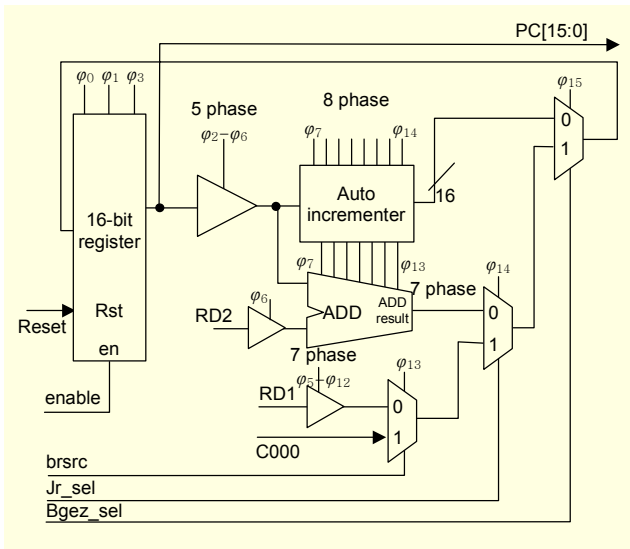 PC[15:0]
φ0 φ1 φ3
5 phase
φ2–φ6
8 phase
φ7 φ14
φ15
0
1
Auto
incrementer
16
16-bit
register
Rst
en
Reset
enable
φ7 φ13
7 phase
φ14
φ6
RD2
ADD
ADD
result
0
1
7 phase
φ5–φ12
φ13
RD1
0
1
C000
brsrc
Jr_sel
Bgez_sel